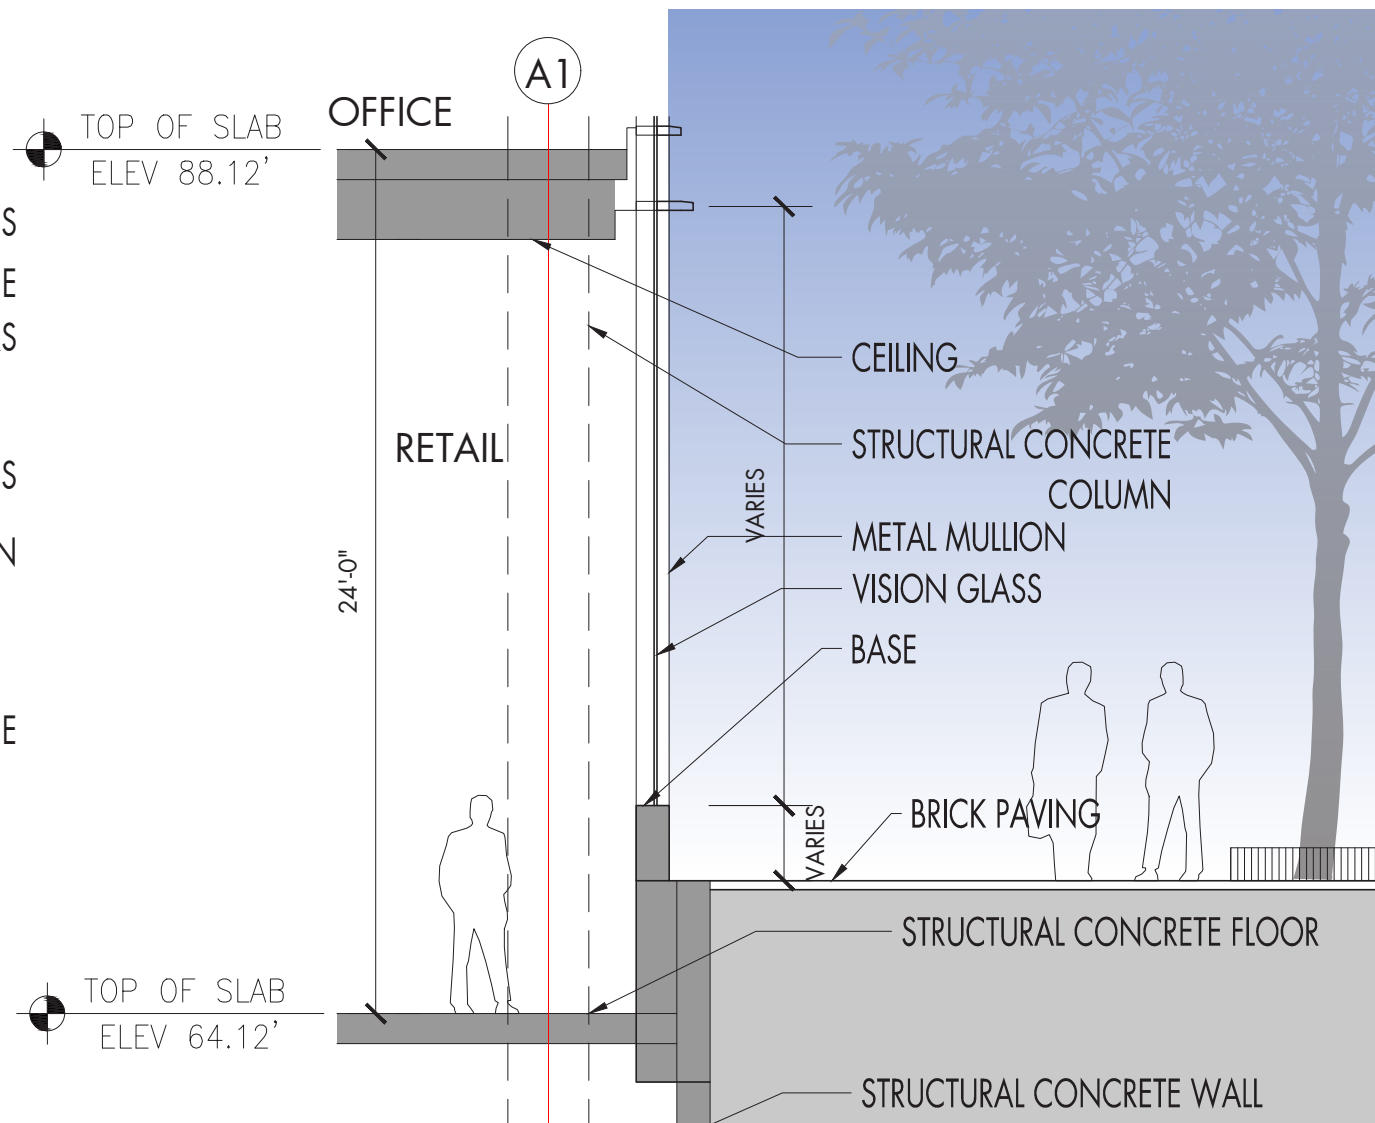 A1
OFFICE
TOP OF SLAB
ELEV 88.12'
S
E
S
CEILING
RETAIL
STRUCTURAL CONCRETE
COLUMN
VARIES
S
METAL MULLION
N
VISION GLASS
24'-0"
BASE
E
BRICK PAVING
VARIES
STRUCTURAL CONCRETE FLOOR
TOP OF SLAB
ELEV 64.12'
STRUCTURAL CONCRETE WALL